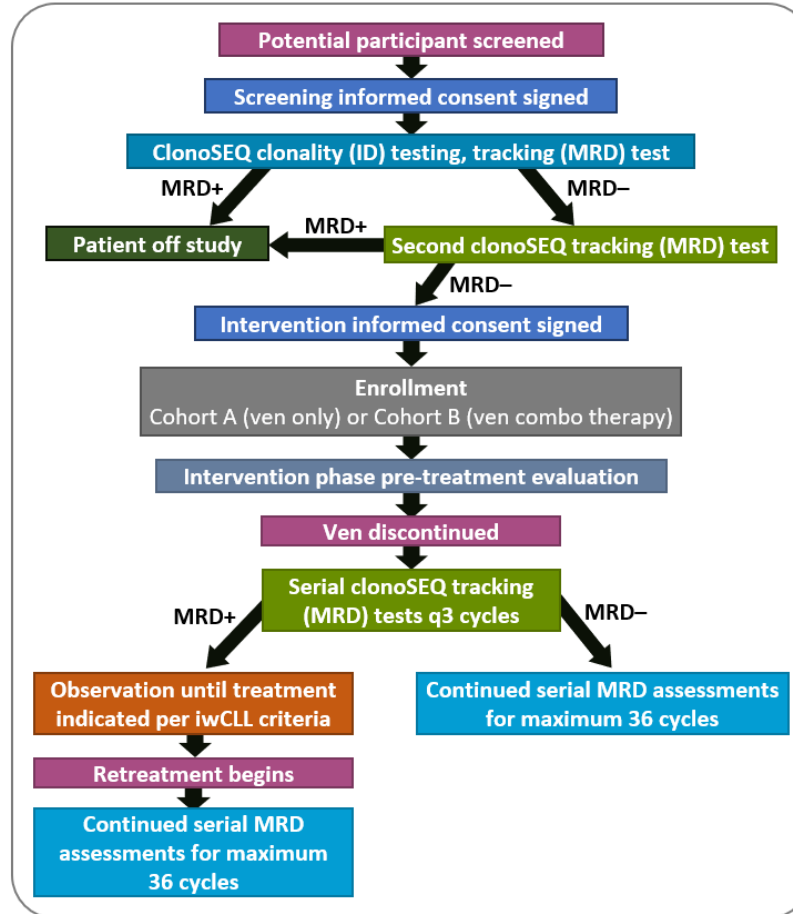 Potential participant screened
Screening informed consent signed
ClonoSEQ clonality (ID) testing, tracking (MRD) test
MRD+
MRD–
Patient off study
MRD+
Second clonoSEQ tracking (MRD) test
MRD–
Intervention informed consent signed
Enrollment
Cohort A (ven only) or Cohort B (ven combo therapy)
Intervention phase pre-treatment evaluation
Ven discontinued
Serial clonoSEQ tracking
(MRD) tests q3 cycles
MRD+
MRD–
Observation until treatment
indicated per iwCLL criteria
Continued serial MRD assessments
for maximum 36 cycles
Retreatment begins
Continued serial MRD
assessments for maximum
36 cycles